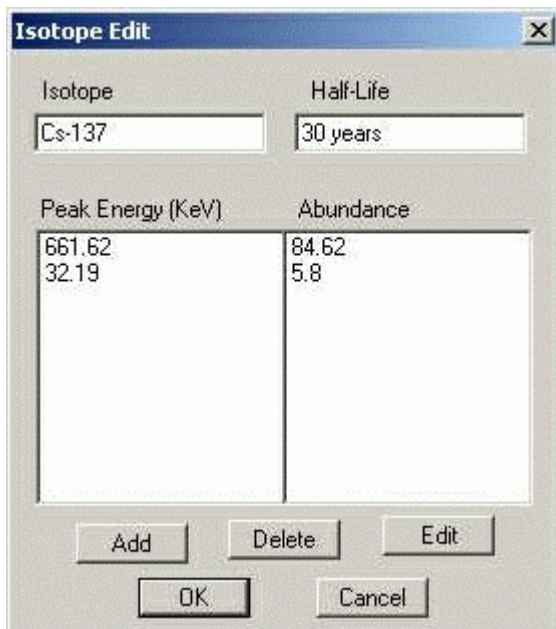 Isotope Edit
Isotope Half-Life
Cs-137 30 years
Peak Energy (KeV) Abundance
661.62 84.62
32.19 5.8
Add Delete Edit
OK Cancel